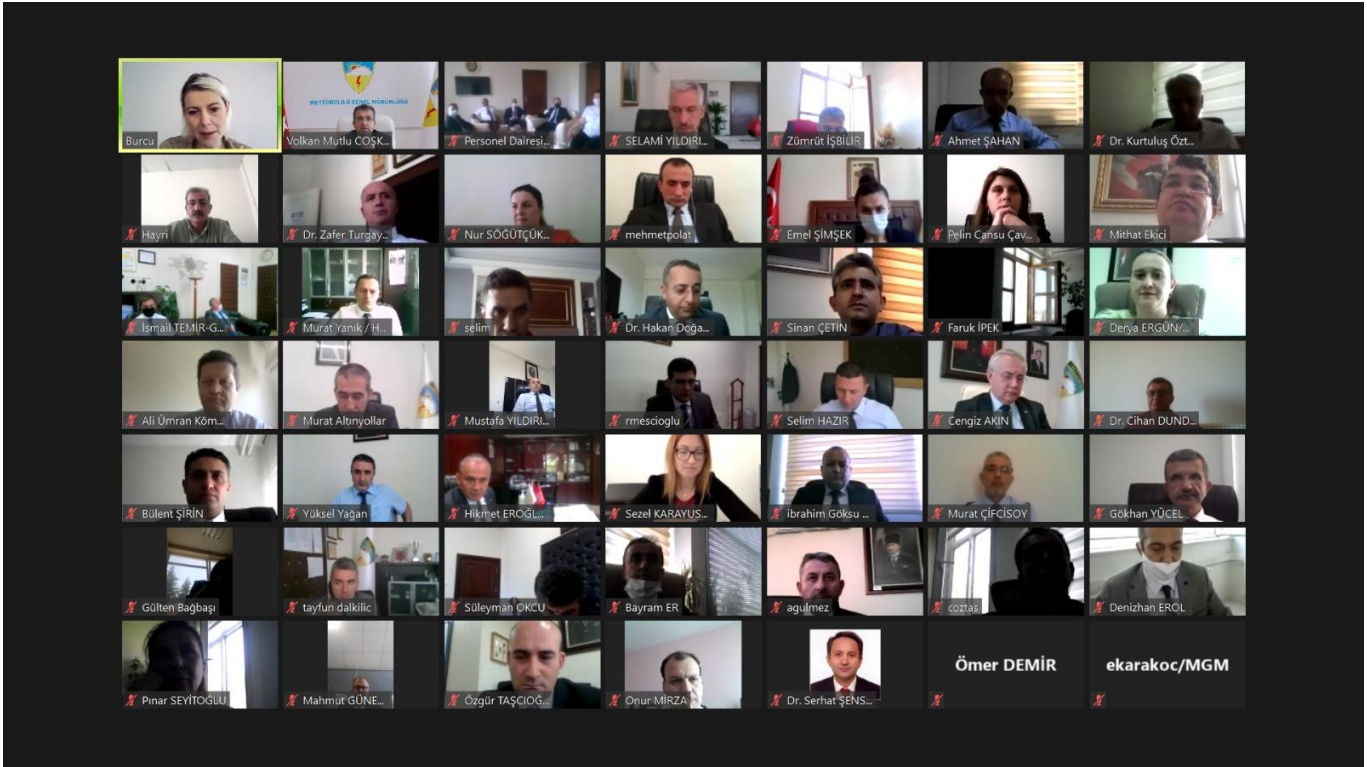 Burcu
METEOROLOJİ GENEL MÜDÜRLÜĞÜ
Volkan Mutlu COŞK...
Personel Dairesi...
SELAMİ YILDIRI...
Zümrüt İŞBİLİR
Ahmet ŞAHAN
Dr. Kurtuluş Özt...
Hayri
Dr. Zafer Turgay...
Nur SÖĞÜTÇÜK...
mehmetpolat
Emel ŞİMŞEK
Pelin Cansu Çav...
Mithat Ekici
İsmail TEMİR-G...
Murat Yanık / H...
selim
Dr. Hakan Doğa...
Sinan ÇETİN
Faruk İPEK
Derya ERGÜN/...
Ali Ümran Köm...
Murat Altınyollar
Mustafa YILDIRI...
rmescioglu
Selim HAZIR
Cengiz AKIN
Dr. Cihan DUND...
Bülent ŞİRİN
Yüksel Yağan
Hikmet EROĞL...
Sezel KARAYUS...
ibrahim Göksu ...
Murat ÇİFCİSOY
Gökhan YÜCEL
Gülten Bağbaşı
tayfun dalkilic
Süleyman OKCU
Bayram ER
agulmez
coztas
Denizhan EROL
Pınar SEYİTOĞLU
Mahmut GÜNE...
Özgür TAŞCIOĞ...
Onur MİRZA
Dr. Serhat ŞENS...
Ömer DEMİR
ekarakoc/MGM